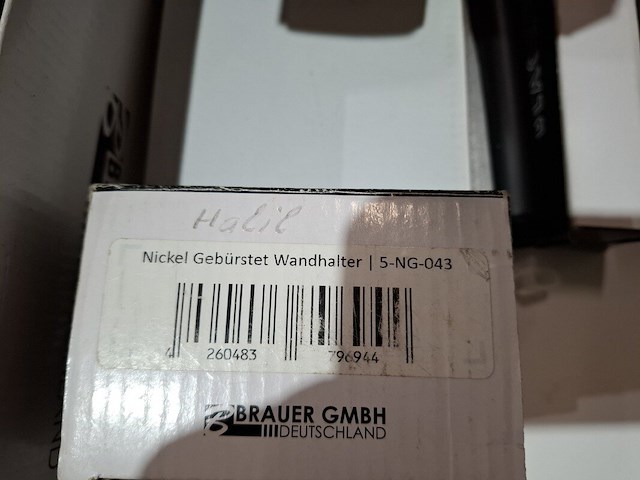 Halil
Nickel Gebürstet Wandhalter | 5-NG-043
4 260483 796944
BRAUER GMBH
DEUTSCHLAND